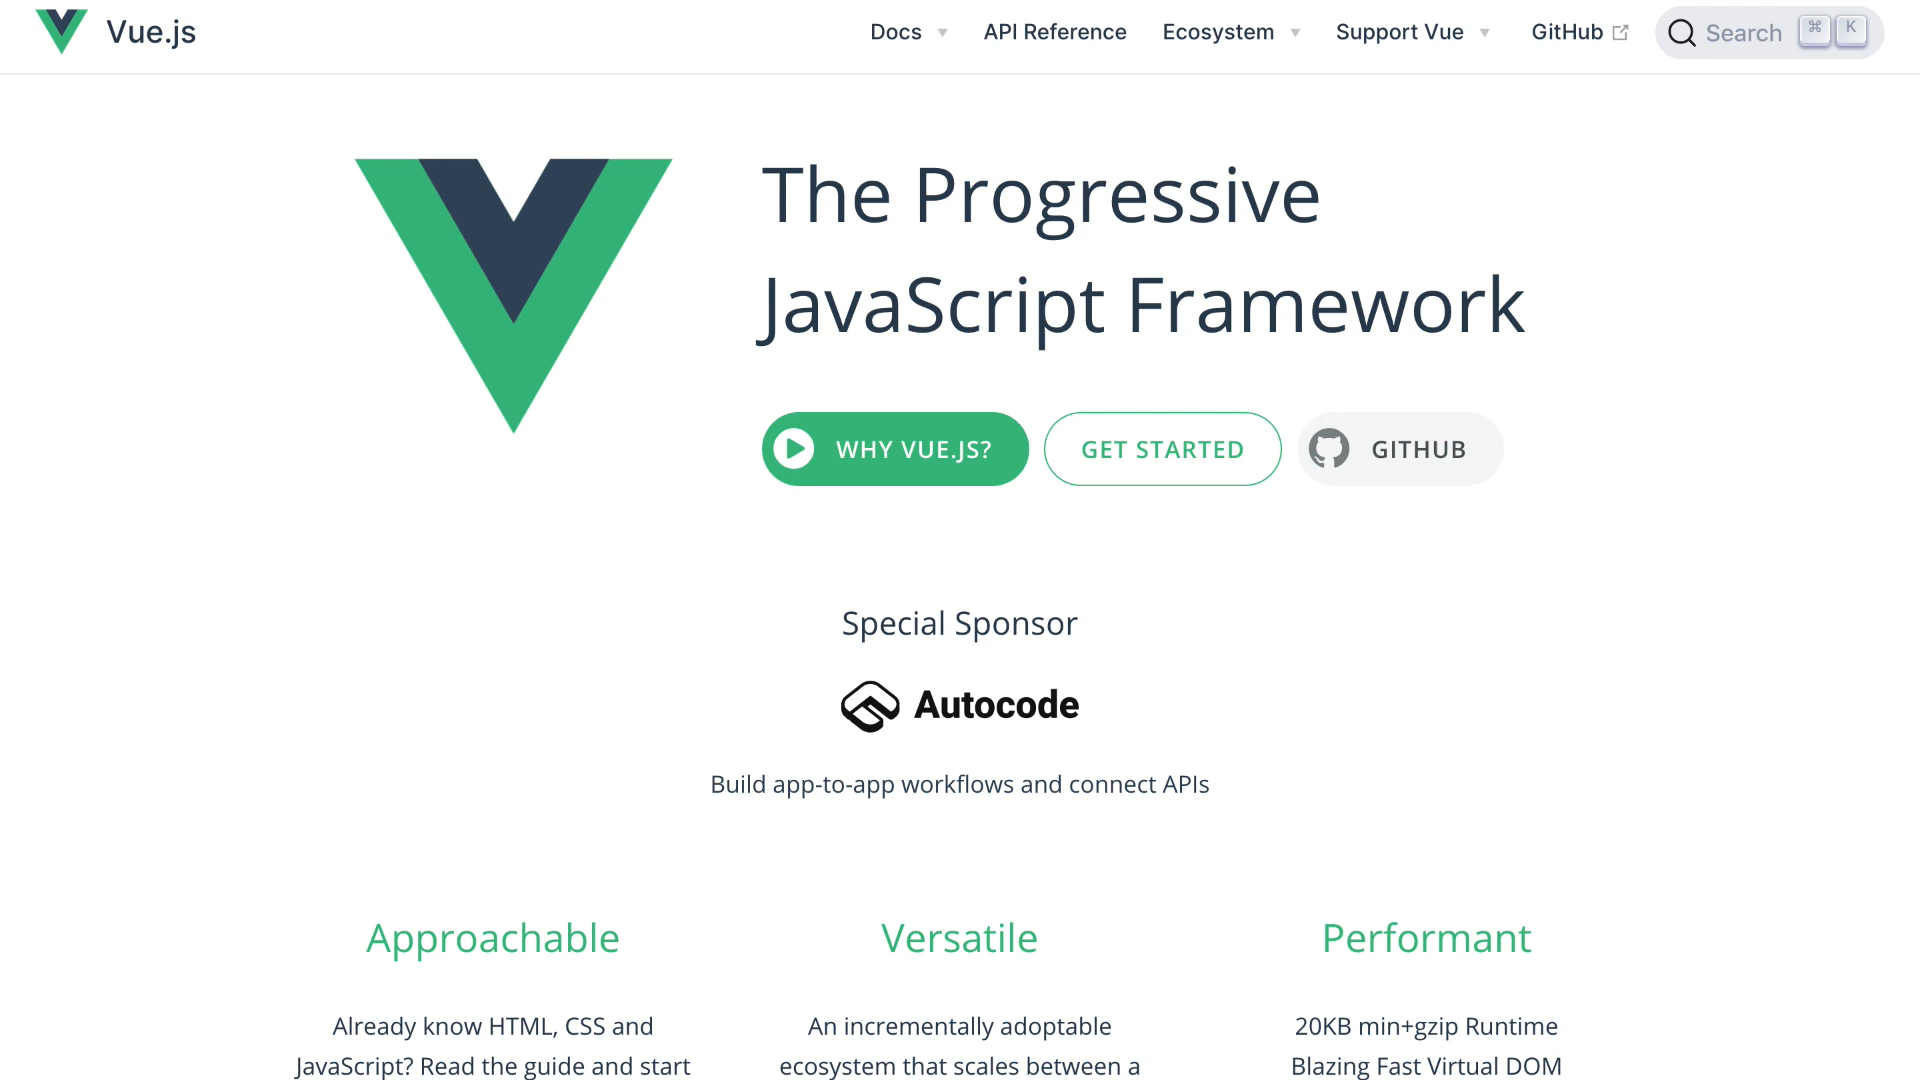 Vue.js
Docs
API Reference
Ecosystem
Support Vue
GitHub
Search
⌘ K
The Progressive
JavaScript Framework
WHY VUE.JS?
GET STARTED
GITHUB
Special Sponsor
Autocode
Build app-to-app workflows and connect APIs
Approachable
Already know HTML, CSS and
JavaScript? Read the guide and start
Versatile
An incrementally adoptable
ecosystem that scales between a
Performant
20KB min+gzip Runtime
Blazing Fast Virtual DOM